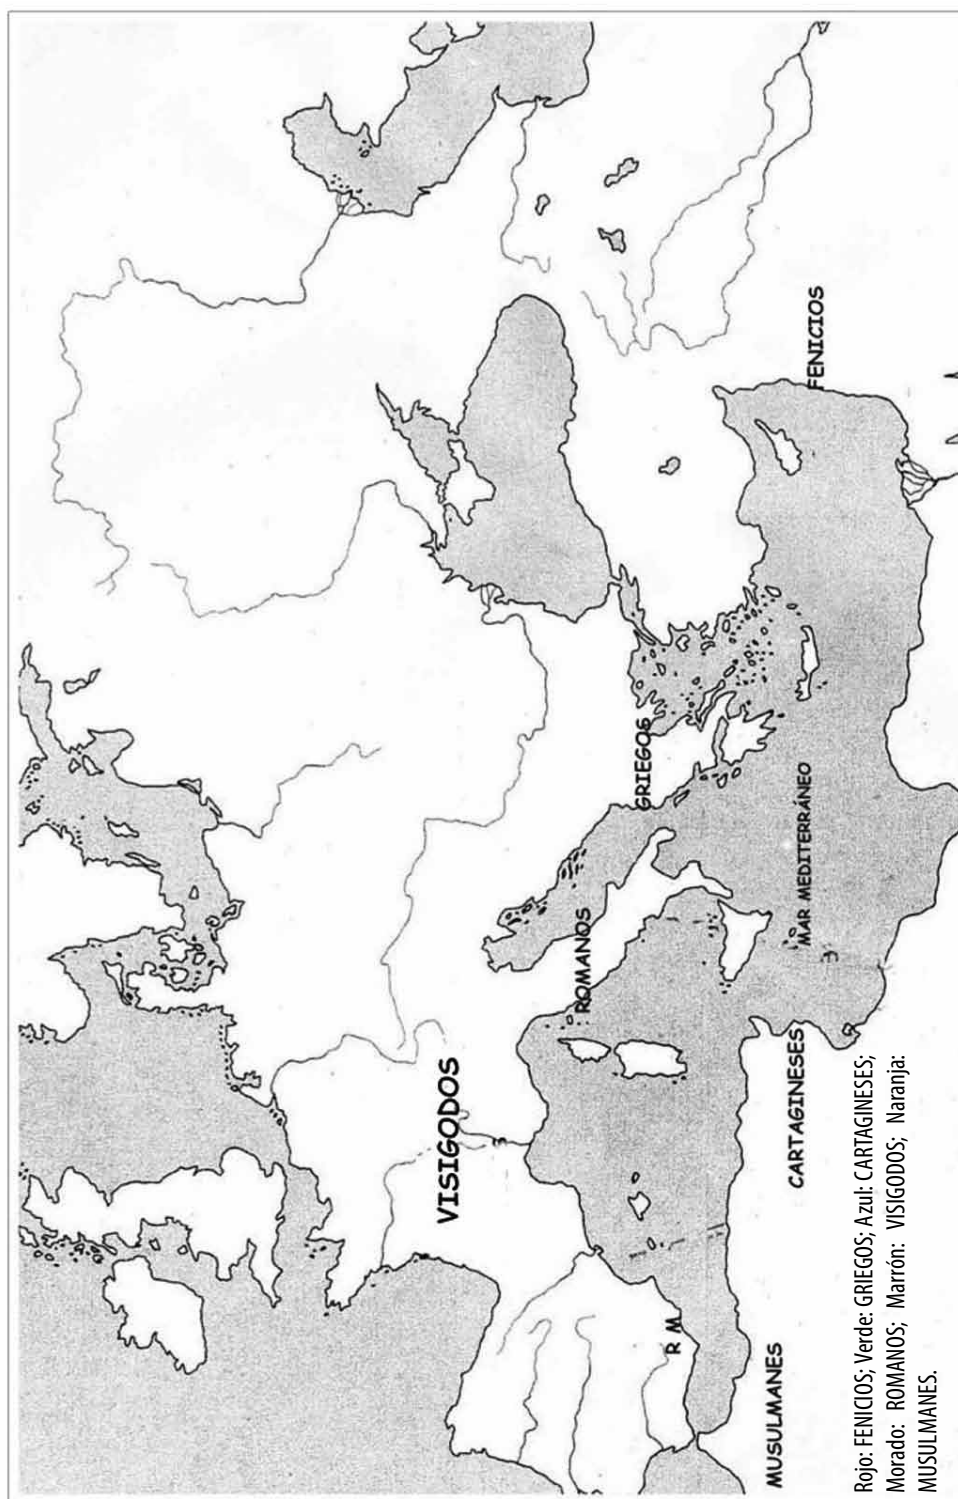 VISIGODOS
ROMANOS
GRIEGOS
FENICIOS
MAR MEDITERRÁNEO
CARTAGINESES
R M
MUSULMANES
Rojo: FENICIOS; Verde: GRIEGOS; Azul: CARTAGINESES;
Morado: ROMANOS; Marrón: VISIGODOS; Naranja:
MUSULMANES.